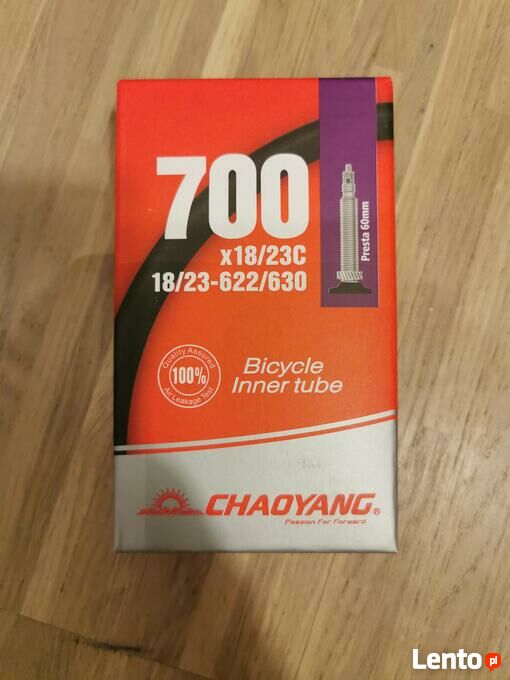 700
x18/23C
18/23-622/630
Presta 60mm
Quality Assured
100%
Air Leakage Test
Bicycle
Inner tube
CHAOYANG®
Passion For Forward
Lento pl